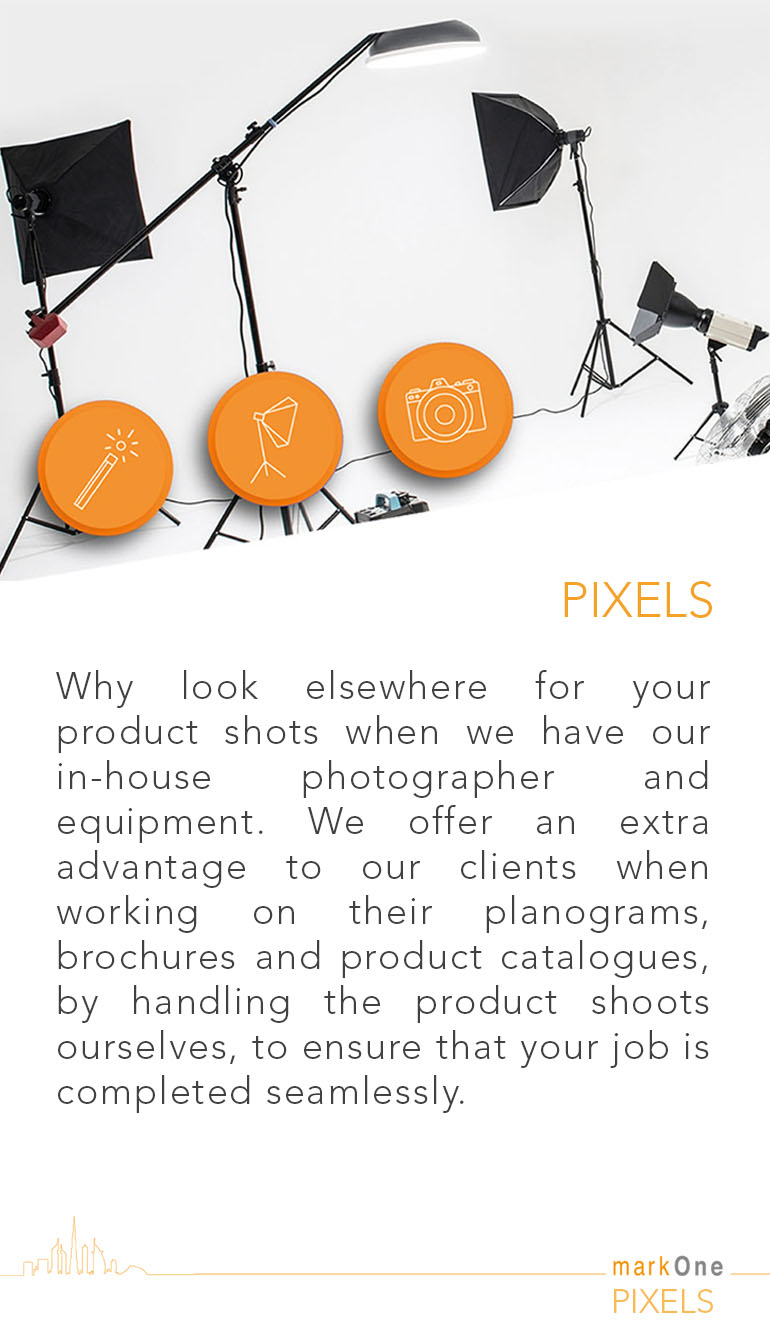 PIXELS
Why look elsewhere for your
product shots when we have our
in-house photographer and
equipment. We offer an extra
advantage to our clients when
working on their planograms,
brochures and product catalogues,
by handling the product shoots
ourselves, to ensure that your job is
completed seamlessly.
markOne
PIXELS